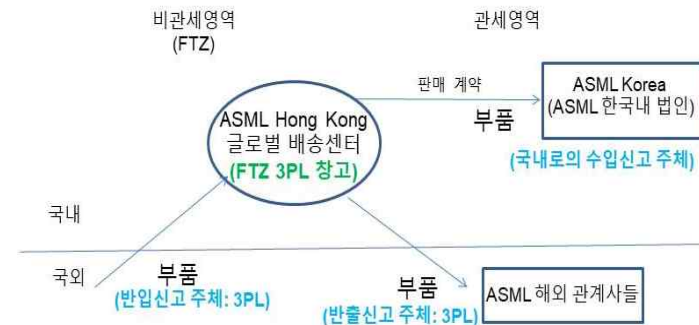 비관세영역
(FTZ)
관세영역
판매 계약
부품
ASML Korea
(ASML 한국내 법인)
(국내로의 수입신고 주체)
ASML Hong Kong
글로벌 배송센터
(FTZ 3PL 창고)
국내
국외
부품
(반입신고 주체: 3PL)
부품
(반출신고 주체: 3PL)
ASML 해외 관계사들